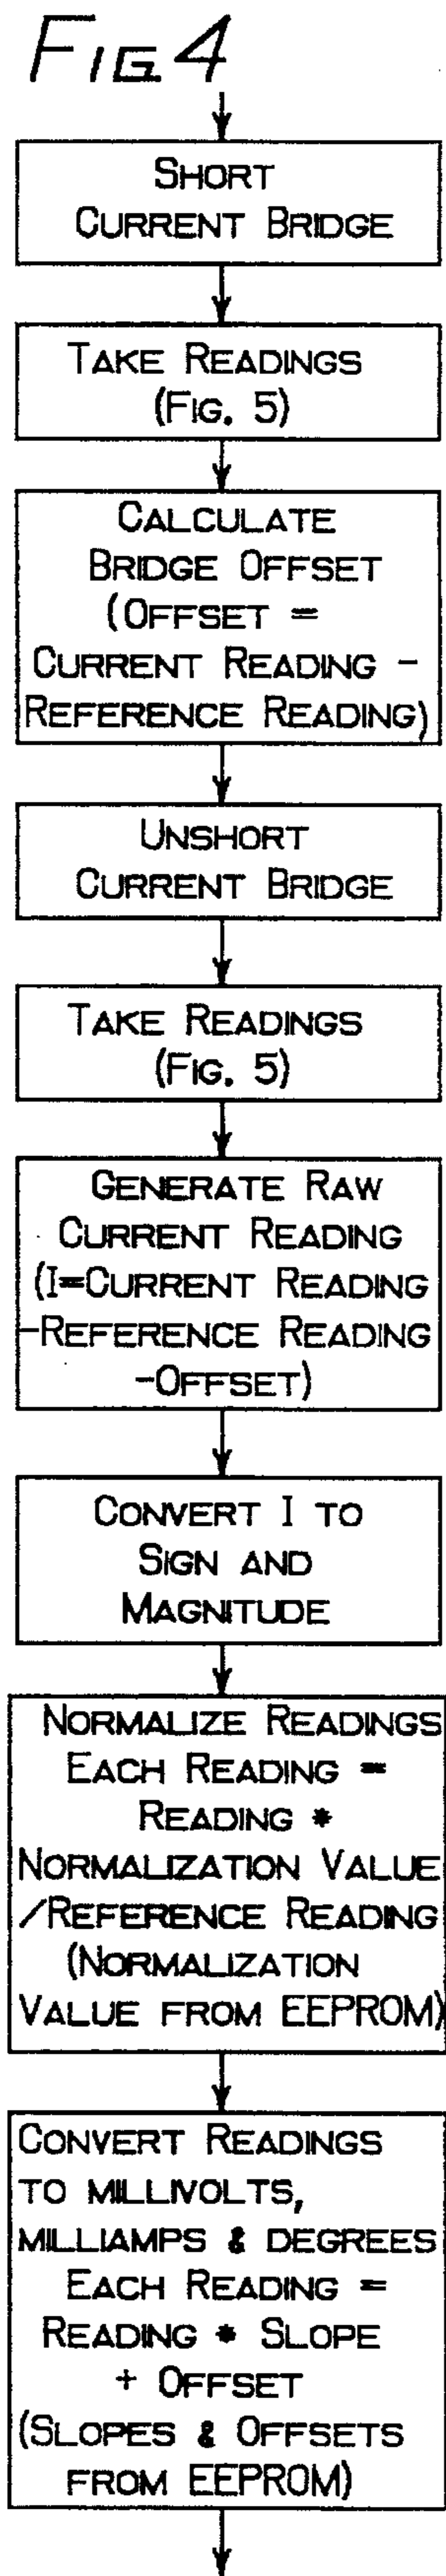 FIG. 4
SHORT
CURRENT BRIDGE
TAKE READINGS
(FIG. 5)
CALCULATE
BRIDGE OFFSET
(OFFSET =
CURRENT READING -
REFERENCE READING)
UNSHORT
CURRENT BRIDGE
TAKE READINGS
(FIG. 5)
GENERATE RAW
CURRENT READING
(I=CURRENT READING
-REFERENCE READING
-OFFSET)
CONVERT I TO
SIGN AND
MAGNITUDE
NORMALIZE READINGS
EACH READING =
READING *
NORMALIZATION VALUE
/REFERENCE READING
(NORMALIZATION
VALUE FROM EEPROM)
CONVERT READINGS
TO MILLIVOLTS,
MILLIAMPS & DEGREES
EACH READING =
READING * SLOPE
+ OFFSET
(SLOPES & OFFSETS
FROM EEPROM)